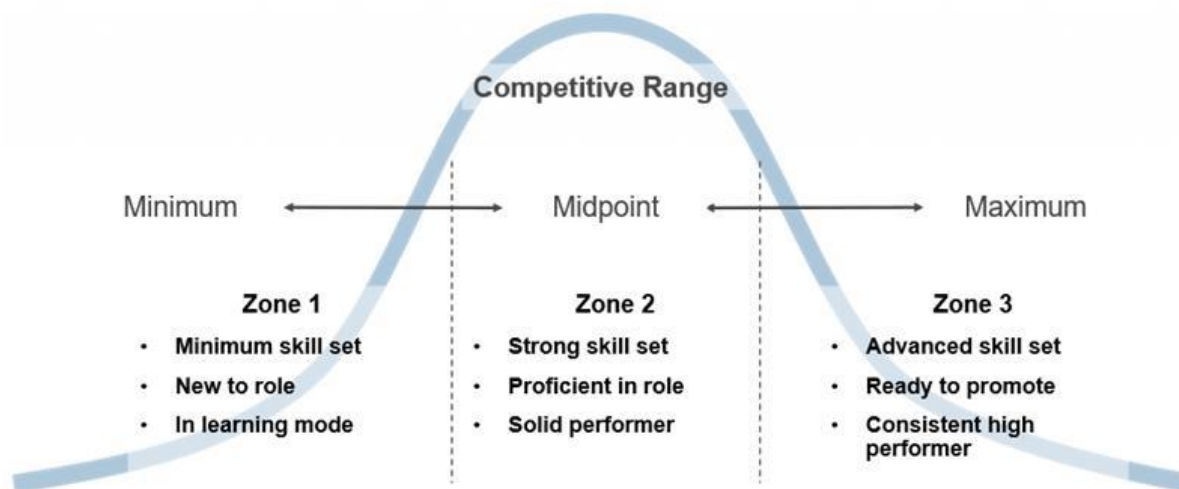 Competitive Range
Minimum
Midpoint
Maximum
Zone 1
• Minimum skill set
• New to role
• In learning mode
Zone 2
• Strong skill set
• Proficient in role
• Solid performer
Zone 3
• Advanced skill set
• Ready to promote
• Consistent high
performer